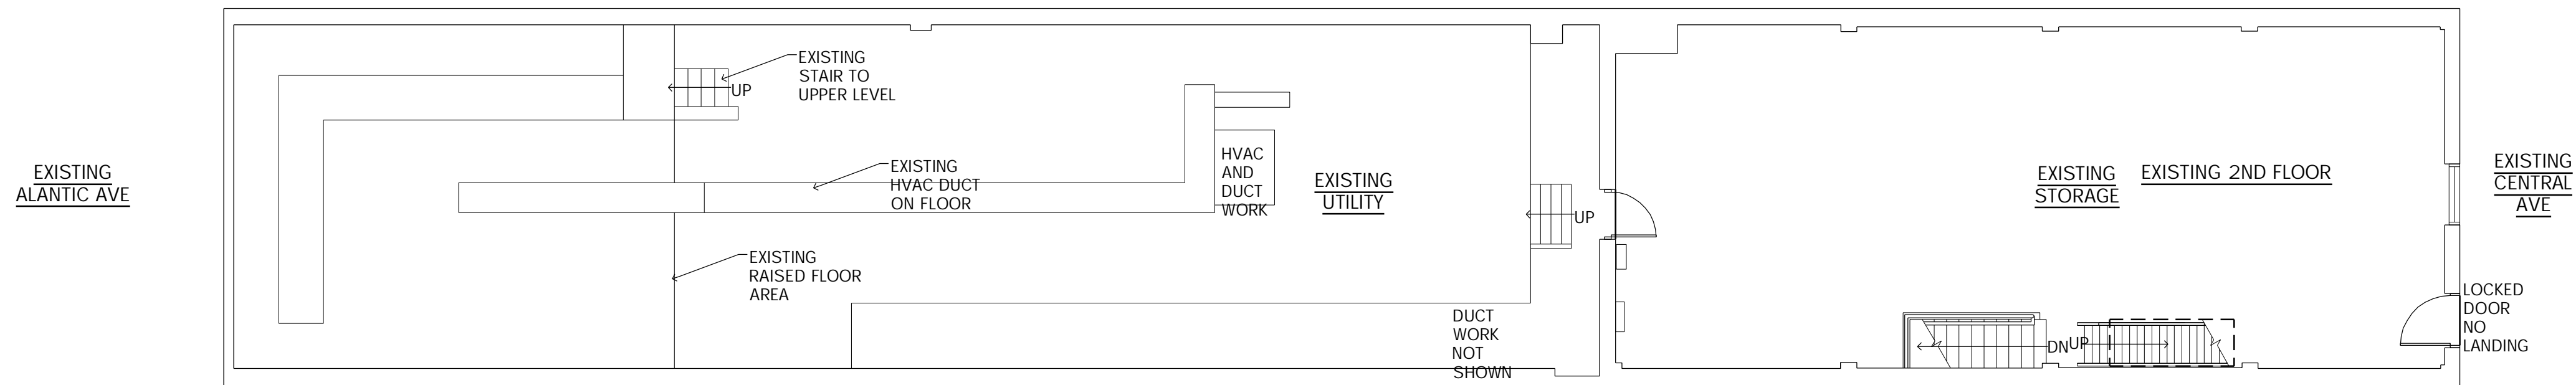 EXISTING
ALANTIC AVE
EXISTING
STAIR TO
UPPER LEVEL
UP
EXISTING
HVAC DUCT
ON FLOOR
EXISTING
RAISED FLOOR
AREA
HVAC
AND
DUCT
WORK
EXISTING
UTILITY
UP
DUCT
WORK
NOT
SHOWN
EXISTING
STORAGE
EXISTING 2ND FLOOR
DN
UP
EXISTING
CENTRAL
AVE
LOCKED
DOOR
NO
LANDING